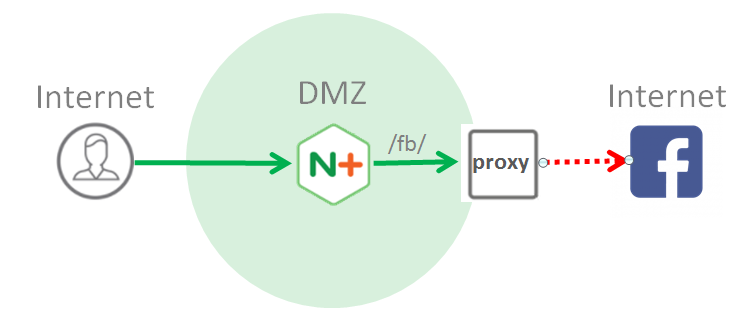 Internet
DMZ
Internet
/fb/
N+
proxy
f